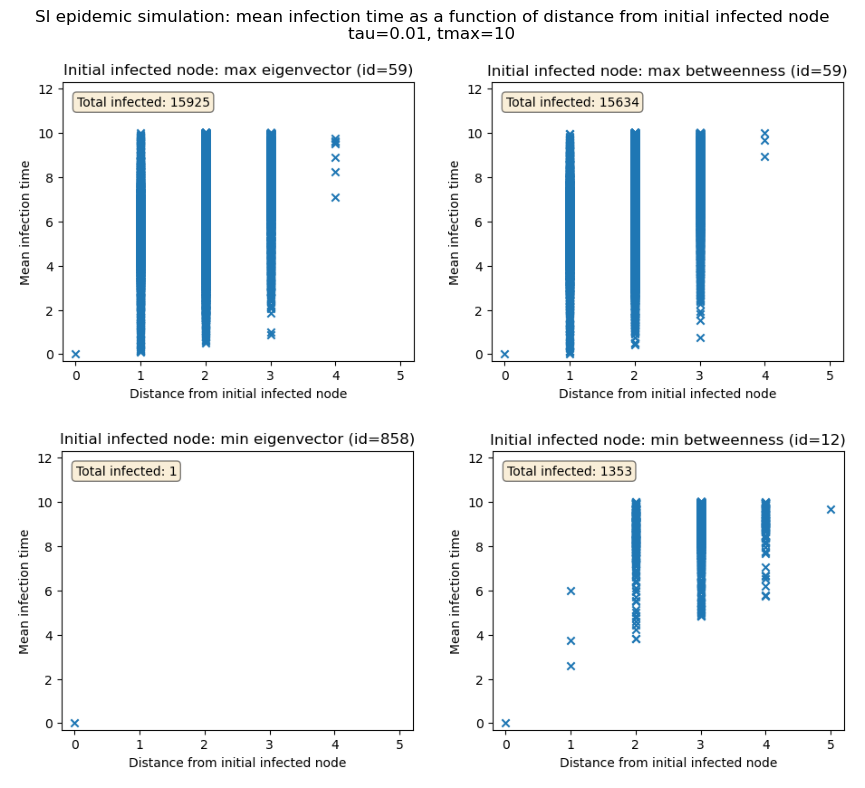 SI epidemic simulation: mean infection time as a function of distance from initial infected node
tau=0.01, tmax=10
Initial infected node: max eigenvector (id=59)
Total infected: 15925
12
10
8
6
4
2
0
Mean infection time
0 1 2 3 4 5
Distance from initial infected node
Initial infected node: max betweenness (id=59)
Total infected: 15634
12
10
8
6
4
2
0
Mean infection time
0 1 2 3 4 5
Distance from initial infected node
Initial infected node: min eigenvector (id=858)
Total infected: 1
12
10
8
6
4
2
0
Mean infection time
0 1 2 3 4 5
Distance from initial infected node
Initial infected node: min betweenness (id=12)
Total infected: 1353
12
10
8
6
4
2
0
Mean infection time
0 1 2 3 4 5
Distance from initial infected node